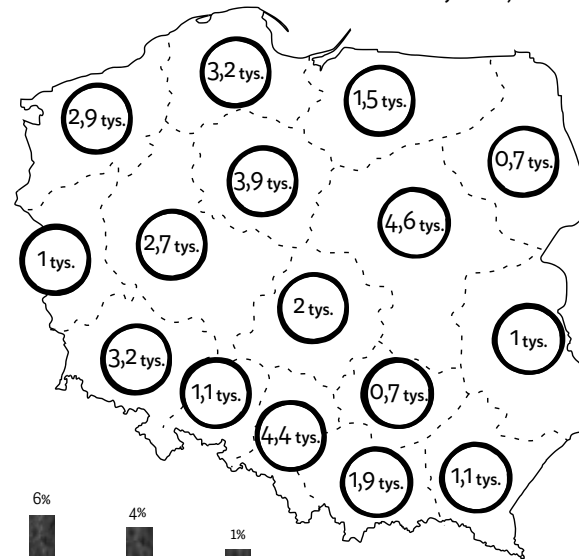 3,2 tys.
1,5 tys.
2,9 tys.
0,7 tys.
3,9 tys.
4,6 tys.
2,7 tys.
1 tys.
2 tys.
1 tys.
3,2 tys.
1,1 tys.
0,7 tys.
4,4 tys.
1,9 tys.
1,1 tys.
6%
4%
1%